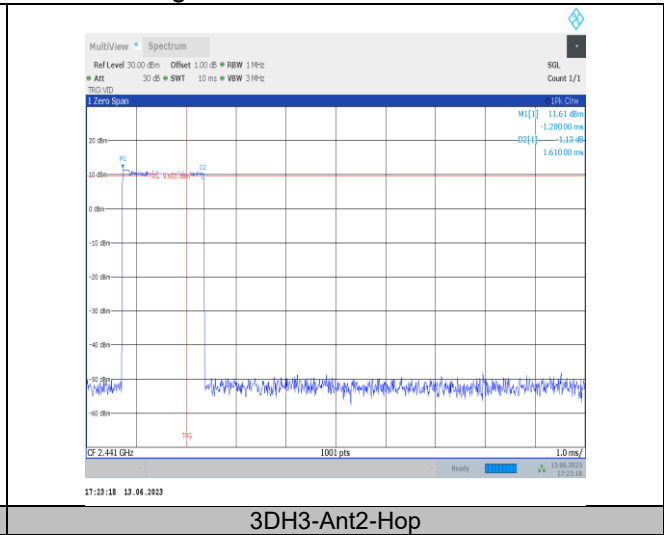 MultiView Spectrum
Ref Level 30.00 dBm Offset 1.00 dB RBW 1 MHz SGL
Att 30 dB SWT 10 ms VBW 3 MHz Count 1/1
TRG:VID
1 Zero Span 1Pk Clrw
M1[1] 11.61 dBm
-1.280 00 ms
20 dBm
D2[1] -1.13 dB
1.610 00 ms
M1
D2
10 dBm
TRG 9.600 dBm
0 dBm
-10 dBm
-20 dBm
-30 dBm
-40 dBm
-50 dBm
-60 dBm
TRG
CF 2.441 GHz 1001 pts 1.0 ms/
Ready 13.06.2023
17:23:18
17:23:18 13.06.2023
3DH3-Ant2-Hop